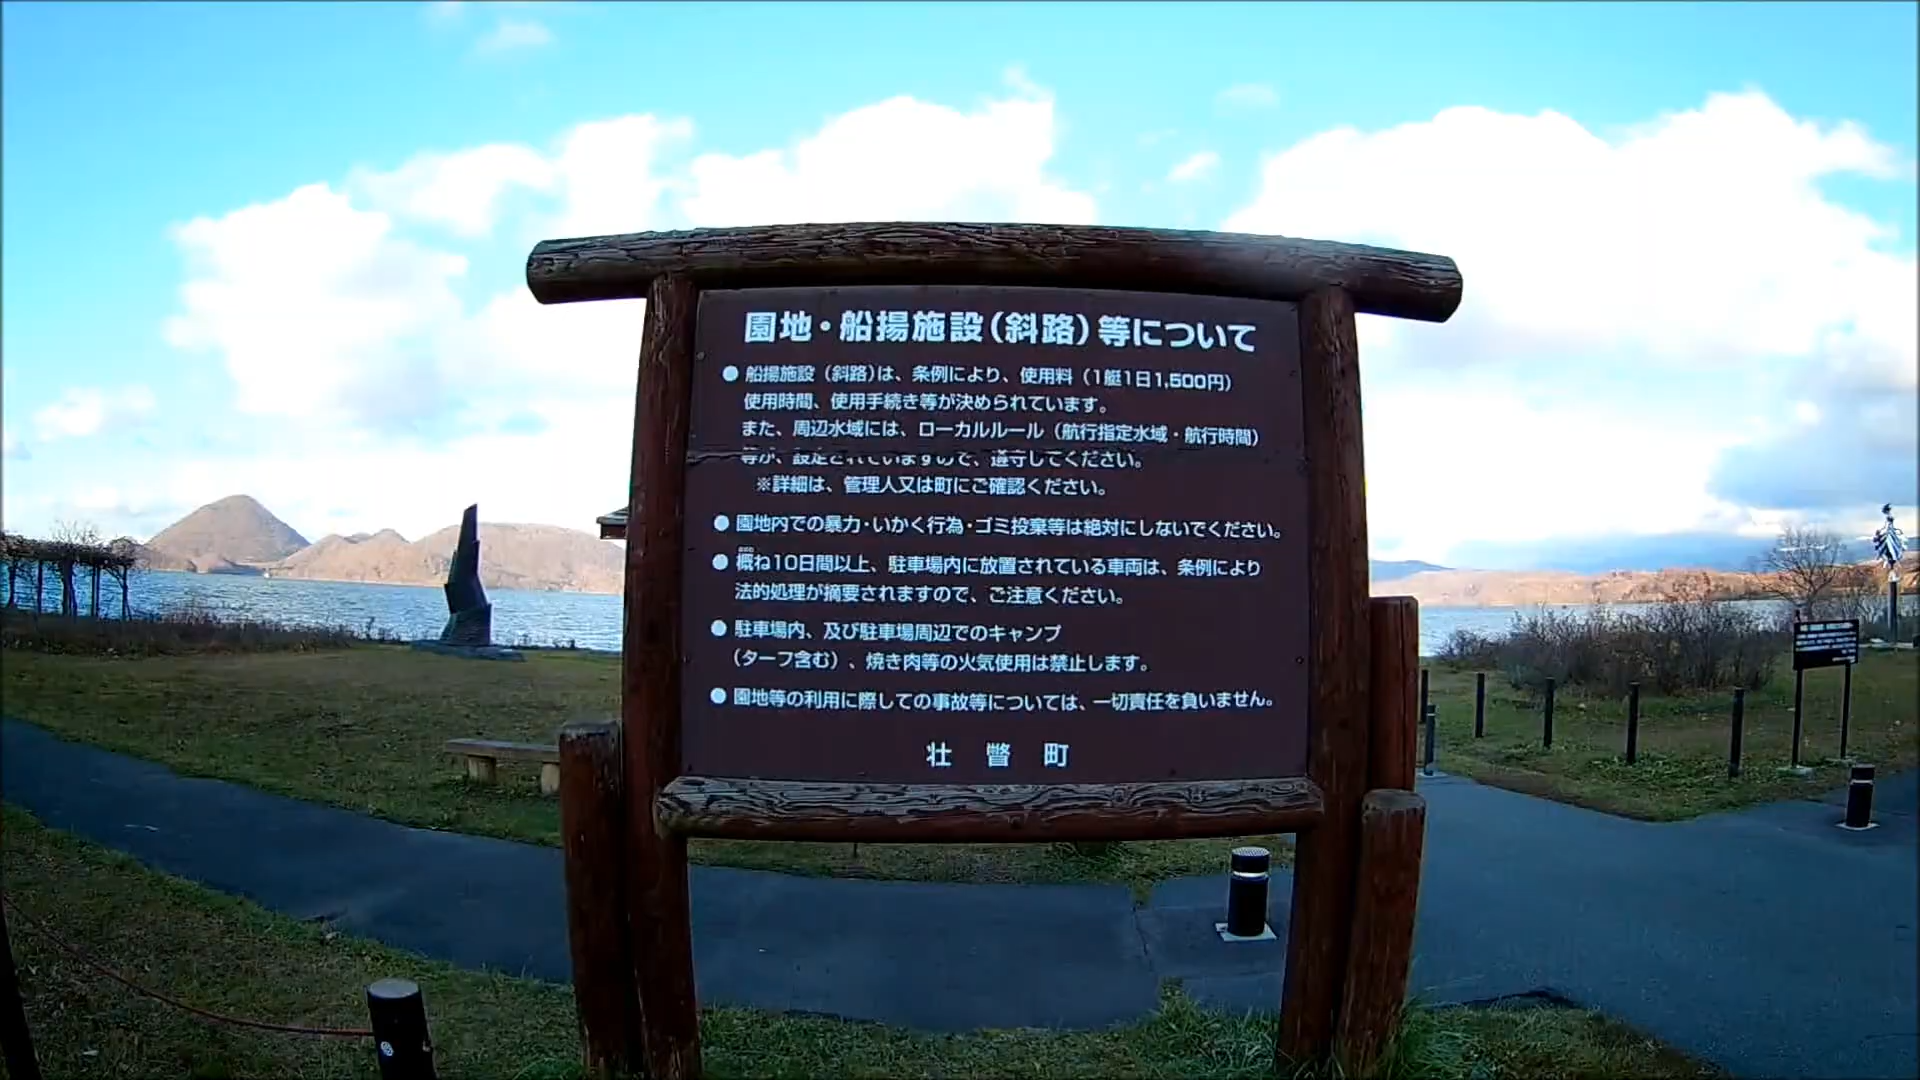 園地・船揚施設(斜路)等について
● 船揚施設(斜路)は、条例により、使用料(1艇1日1,500円)
使用時間、使用手続き等が決められています。
また、周辺水域には、ローカルルール(航行指定水域・航行時間)
等が、設定されていますので、遵守してください。
※詳細は、管理人又は町にご確認ください。
● 園地内での暴力・いかく行為・ゴミ投棄等は絶対にしないでください。
● 概ね10日間以上、駐車場内に放置されている車両は、条例により
法的処理が摘要されますので、ご注意ください。
● 駐車場内、及び駐車場周辺でのキャンプ
(ターフ含む)、焼き肉等の火気使用は禁止します。
● 園地等の利用に際しての事故等については、一切責任を負いません。
壮 瞥 町